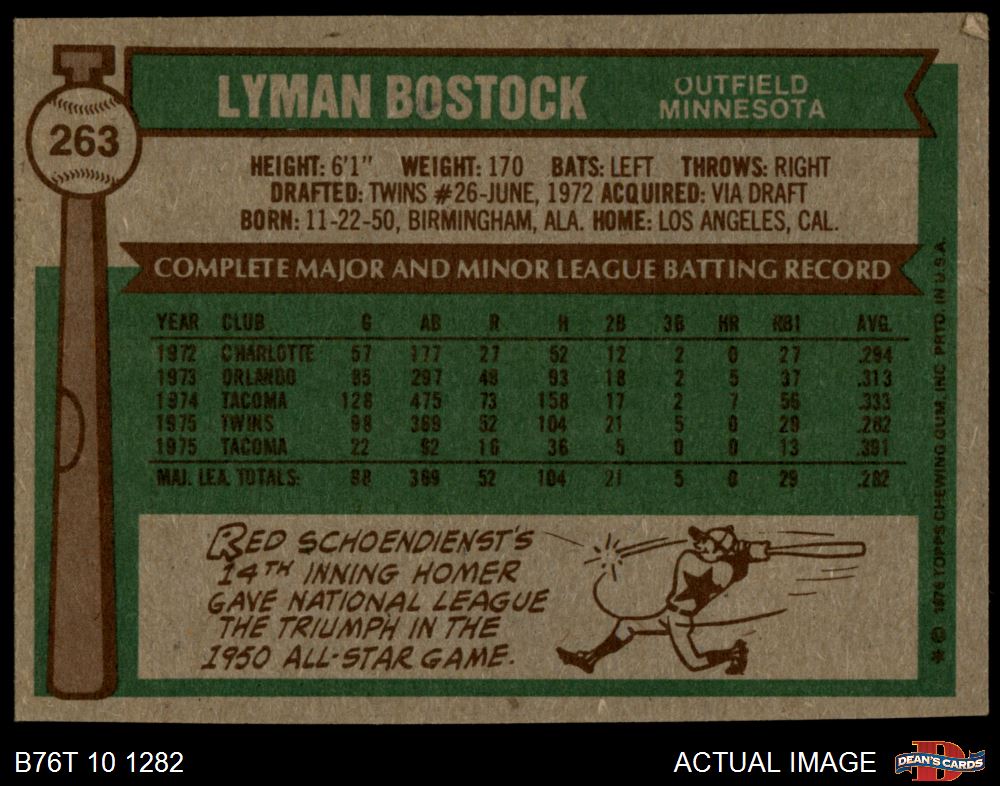 263
LYMAN BOSTOCK
OUTFIELD
MINNESOTA
HEIGHT: 6'1" WEIGHT: 170 BATS: LEFT THROWS: RIGHT
DRAFTED: TWINS #26-JUNE, 1972 ACQUIRED: VIA DRAFT
BORN: 11-22-50, BIRMINGHAM, ALA. HOME: LOS ANGELES, CAL.
COMPLETE MAJOR AND MINOR LEAGUE BATTING RECORD
YEAR CLUB G AB R H 2B 3B HR RBI AVG.
1972 CHARLOTTE 57 177 27 52 12 2 0 27 .294
1973 ORLANDO 95 297 48 93 18 2 5 37 .313
1974 TACOMA 128 475 73 158 17 2 7 56 .333
1975 TWINS 98 369 52 104 21 5 0 29 .282
1975 TACOMA 22 92 16 36 5 0 0 13 .391
MAJ. LEA. TOTALS: 98 369 52 104 21 5 0 29 .282
RED SCHOENDIENST'S
14TH INNING HOMER
GAVE NATIONAL LEAGUE
THE TRIUMPH IN THE
1950 ALL-STAR GAME.
* © 1976 TOPPS CHEWING GUM, INC. PRTD. IN U.S.A.
B76T 10 1282
ACTUAL IMAGE
DEAN'S CARDS